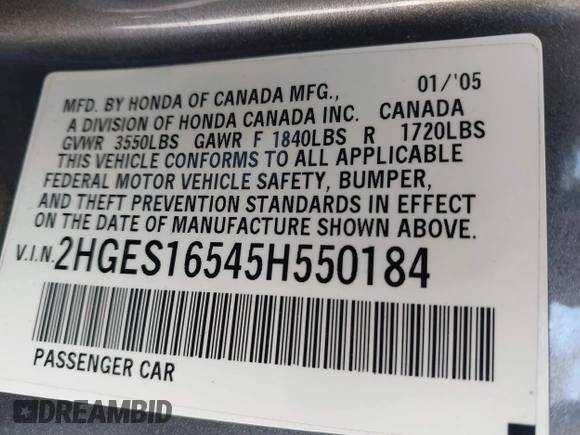 MFD. BY HONDA OF CANADA MFG., 01/'05
A DIVISION OF HONDA CANADA INC. CANADA
GVWR 3550LBS GAWR F 1840LBS R 1720LBS
THIS VEHICLE CONFORMS TO ALL APPLICABLE
FEDERAL MOTOR VEHICLE SAFETY, BUMPER,
AND THEFT PREVENTION STANDARDS IN EFFECT
ON THE DATE OF MANUFACTURE SHOWN ABOVE.
V.I.N. 2HGES16545H550184
PASSENGER CAR
DREAMBID